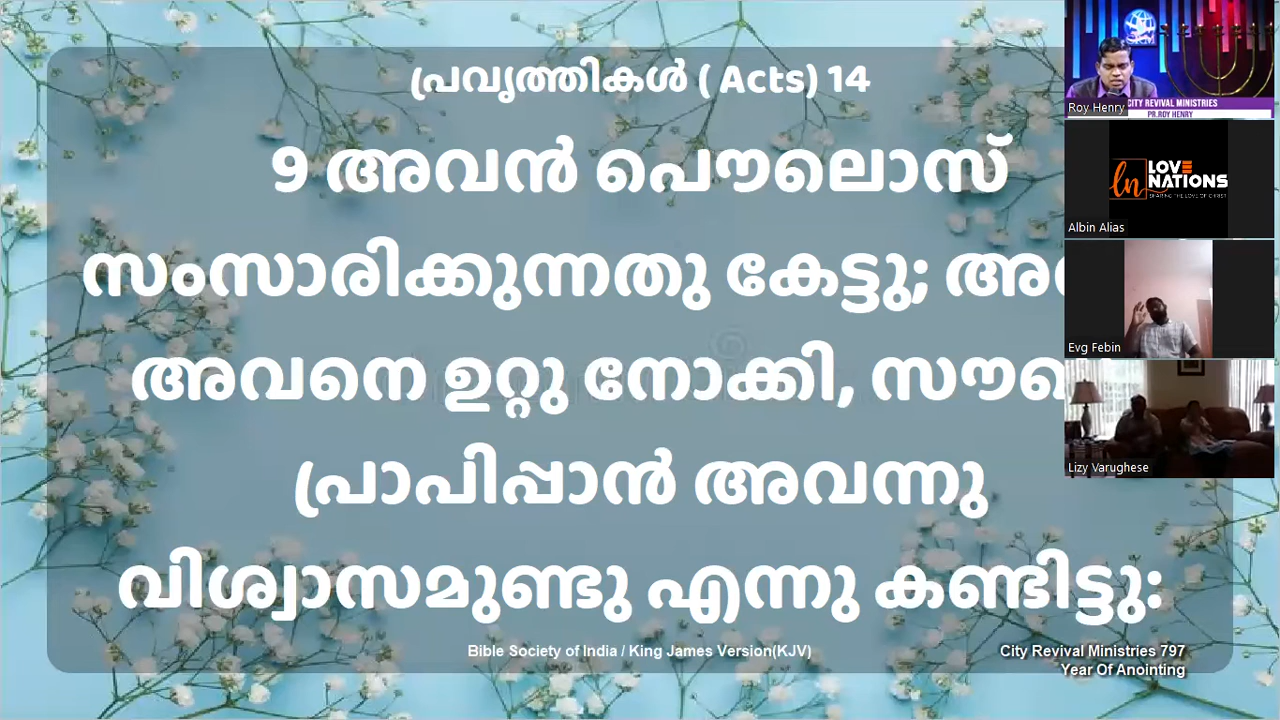 പ്രവൃത്തികൾ ( Acts) 14
9 അവൻ പൌലൊസ്
സംസാരിക്കുന്നതു കേട്ടു;
അവനെ ഉറ്റു നോക്കി,
പ്രാപിപ്പാൻ അവന്നു
വിശ്വാസമുണ്ടു എന്നു കണ്ടിട്ടു:
Bible Society of India / King James Version(KJV)
City Revival Ministries 797
Year Of Anointing
CITY REVIVAL MINISTRIES
PR.ROY HENRY
Roy Henry
ln
LOVE
NATIONS
Albin Alias
Evg Febin
Lizy Varughese